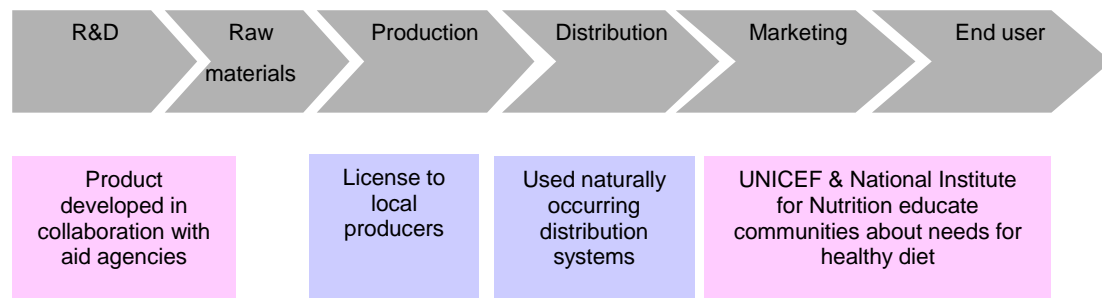 R&D
Raw
materials
Production
Distribution
Marketing
End user
Product
developed in
collaboration with
aid agencies
License to
local
producers
Used naturally
occurring
distribution
systems
UNICEF & National Institute
for Nutrition educate
communities about needs for
healthy diet